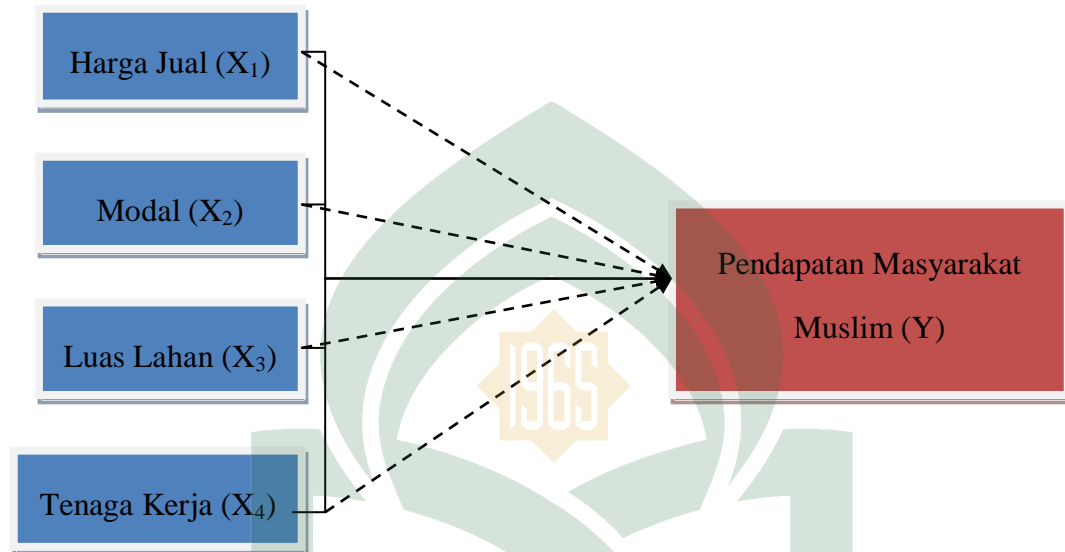 Harga Jual (X₁)
Modal (X₂)
Luas Lahan (X₃)
Tenaga Kerja (X₄)
Pendapatan Masyarakat
Muslim (Y)
1965